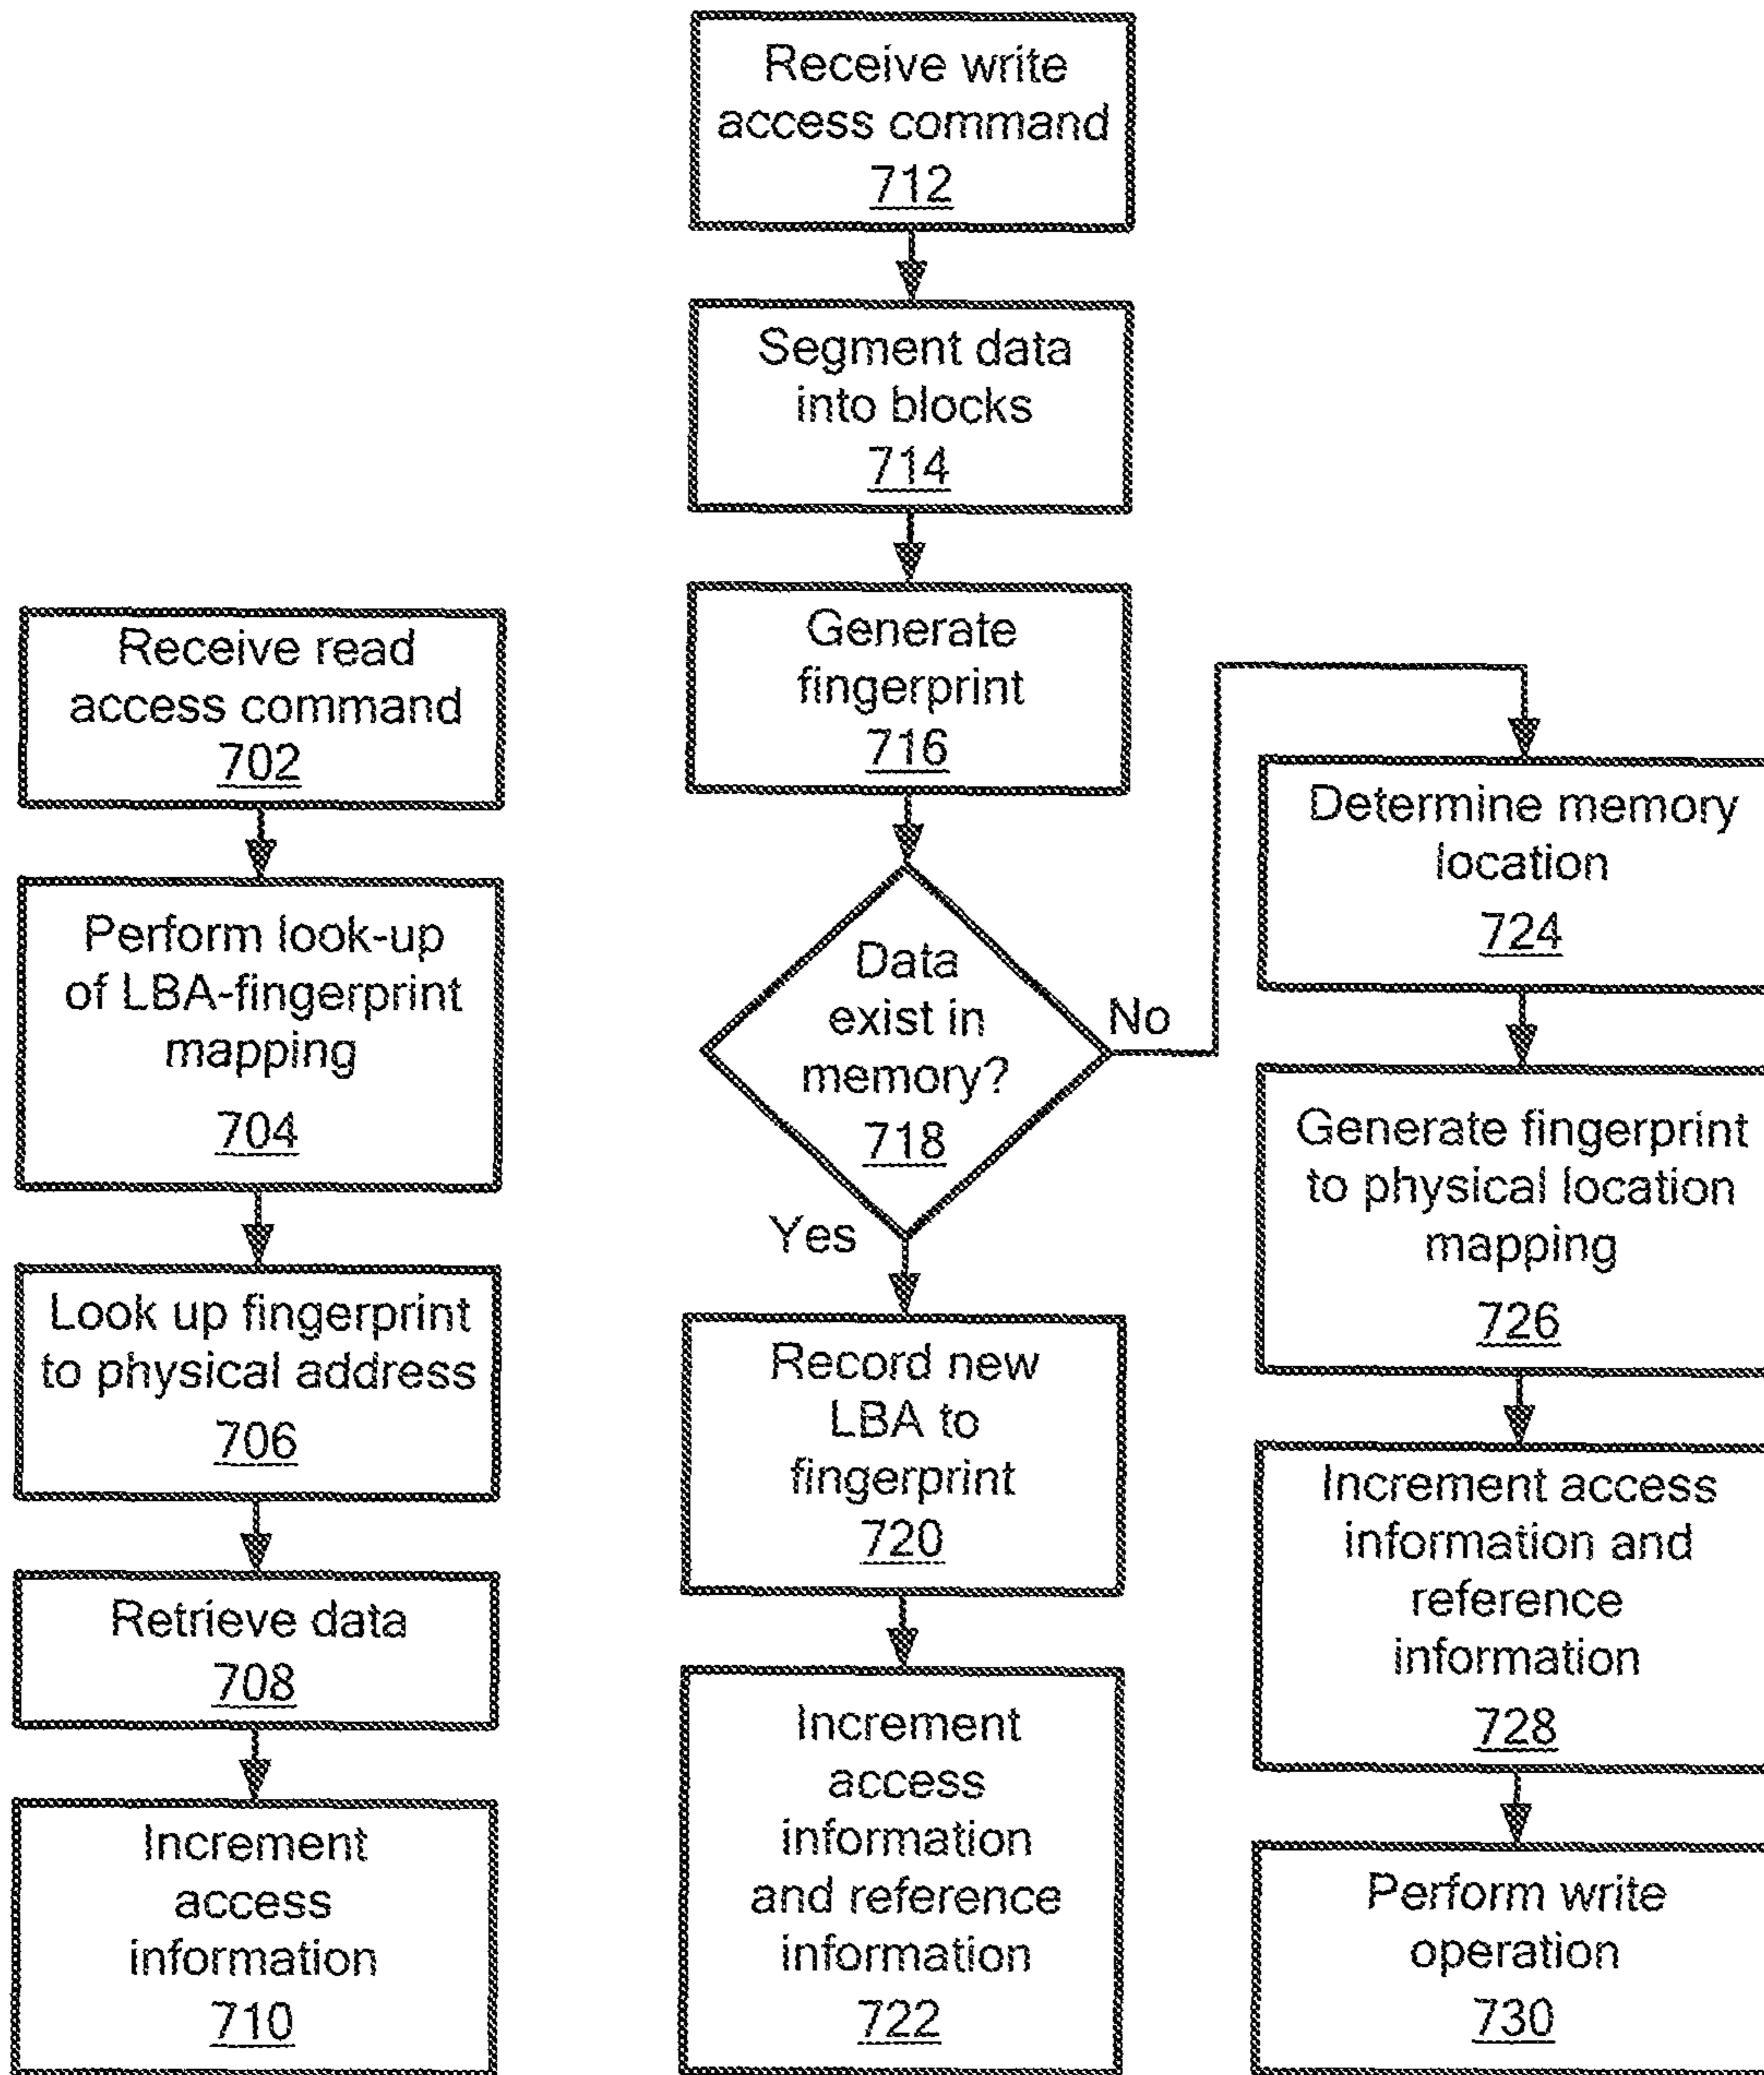 Receive write
access command
712
Segment data
into blocks
714
Generate
fingerprint
716
Data
exist in
memory?
718
No
Yes
Record new
LBA to
fingerprint
720
Increment
access
information
and reference
information
722
Receive read
access command
702
Perform look-up
of LBA-fingerprint
mapping
704
Look up fingerprint
to physical address
706
Retrieve data
708
Increment
access
information
710
Determine memory
location
724
Generate fingerprint
to physical location
mapping
726
Increment access
information and
reference
information
728
Perform write
operation
730